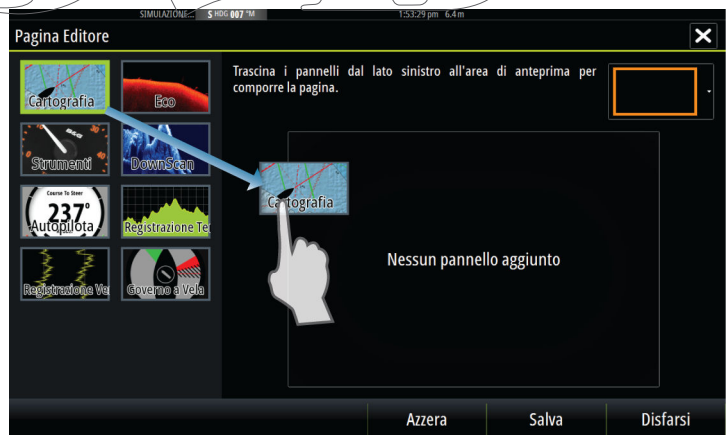 SIMULAZIONE... S HDG 007 °M 1:53:29 pm 6.4 m
Pagina Editore
Trascina i pannelli dal lato sinistro all'area di anteprima per
comporre la pagina.
Cartografia
Eco
Strumenti
DownScan
Cartografia
Course To Steer
237°
Autopilota
Registrazione Te
Registrazione Ve
Governo a Vela
Nessun pannello aggiunto
Azzera Salva Disfarsi